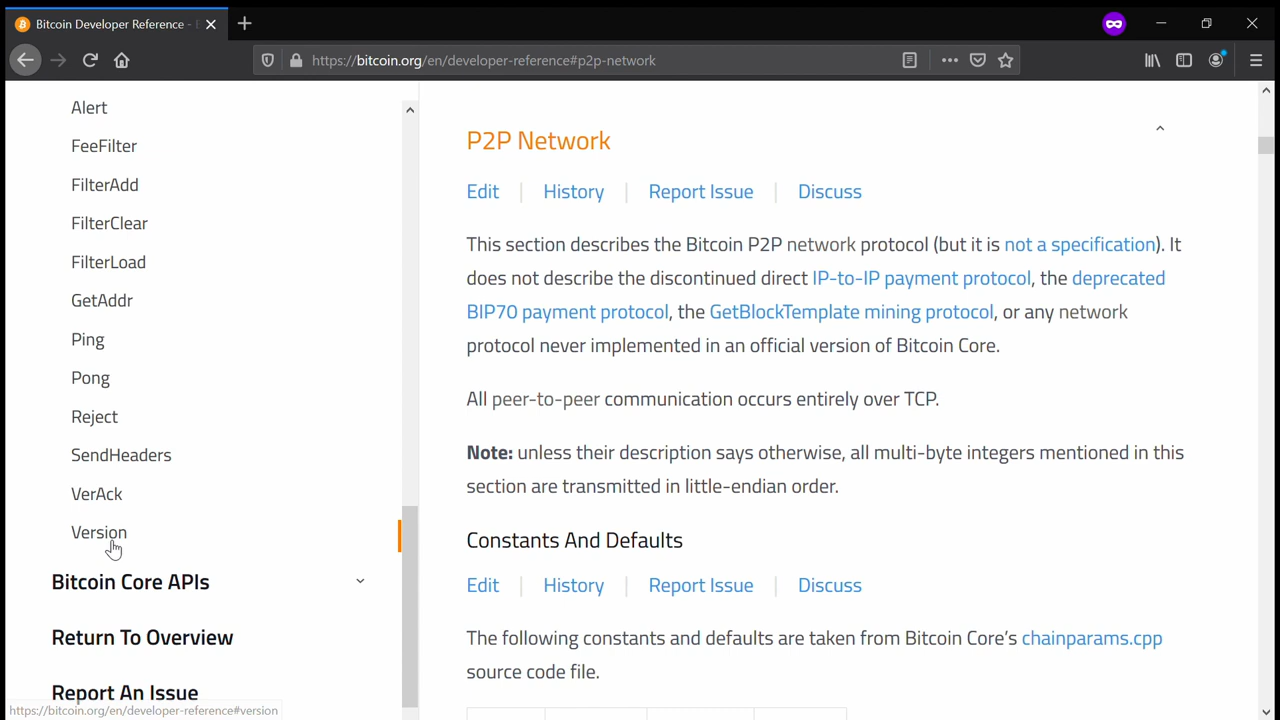 Bitcoin Developer Reference -
https://bitcoin.org/en/developer-reference#p2p-network
Alert
FeeFilter
FilterAdd
FilterClear
FilterLoad
GetAddr
Ping
Pong
Reject
SendHeaders
VerAck
Version
Bitcoin Core APIs
Return To Overview
Report An Issue
https://bitcoin.org/en/developer-reference#version
P2P Network
Edit | History | Report Issue | Discuss
This section describes the Bitcoin P2P network protocol (but it is not a specification). It
does not describe the discontinued direct IP-to-IP payment protocol, the deprecated
BIP70 payment protocol, the GetBlockTemplate mining protocol, or any network
protocol never implemented in an official version of Bitcoin Core.
All peer-to-peer communication occurs entirely over TCP.
Note: unless their description says otherwise, all multi-byte integers mentioned in this
section are transmitted in little-endian order.
Constants And Defaults
Edit | History | Report Issue | Discuss
The following constants and defaults are taken from Bitcoin Core’s chainparams.cpp
source code file.